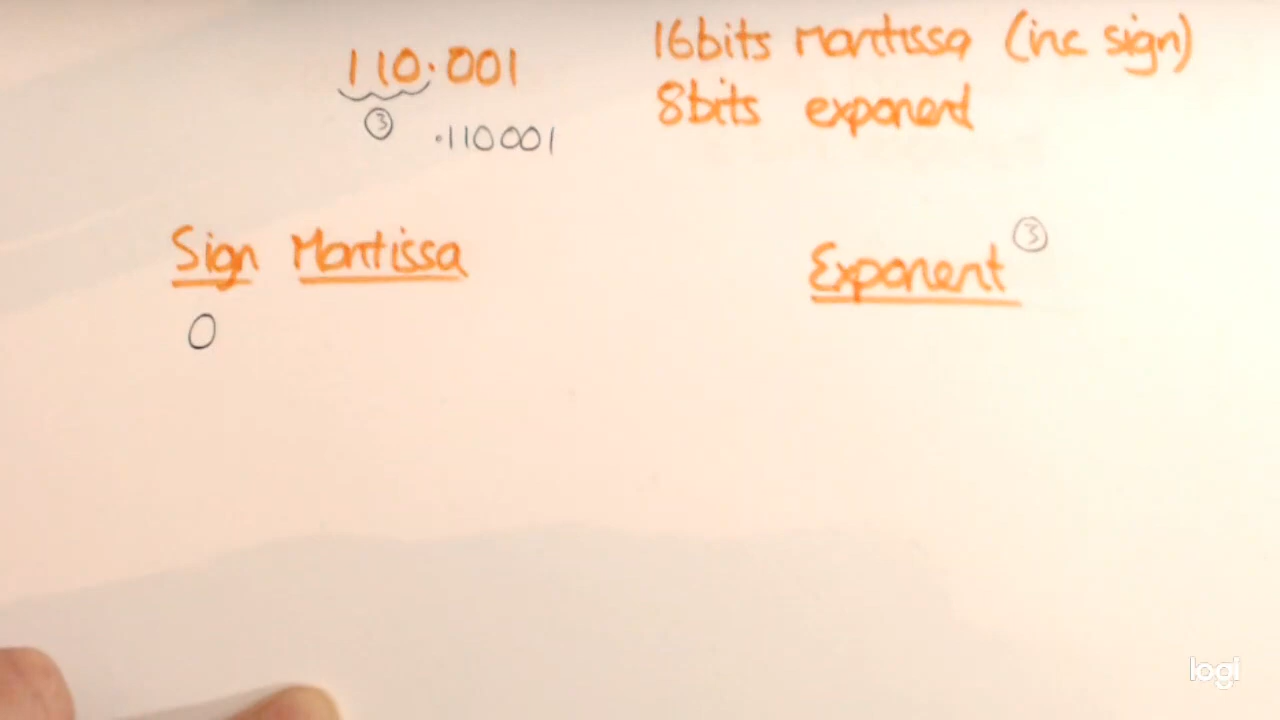 110.001
16bits Mantissa (inc sign)
8bits exponent
3
.110001
Sign Mantissa
Exponent 3
0
logi